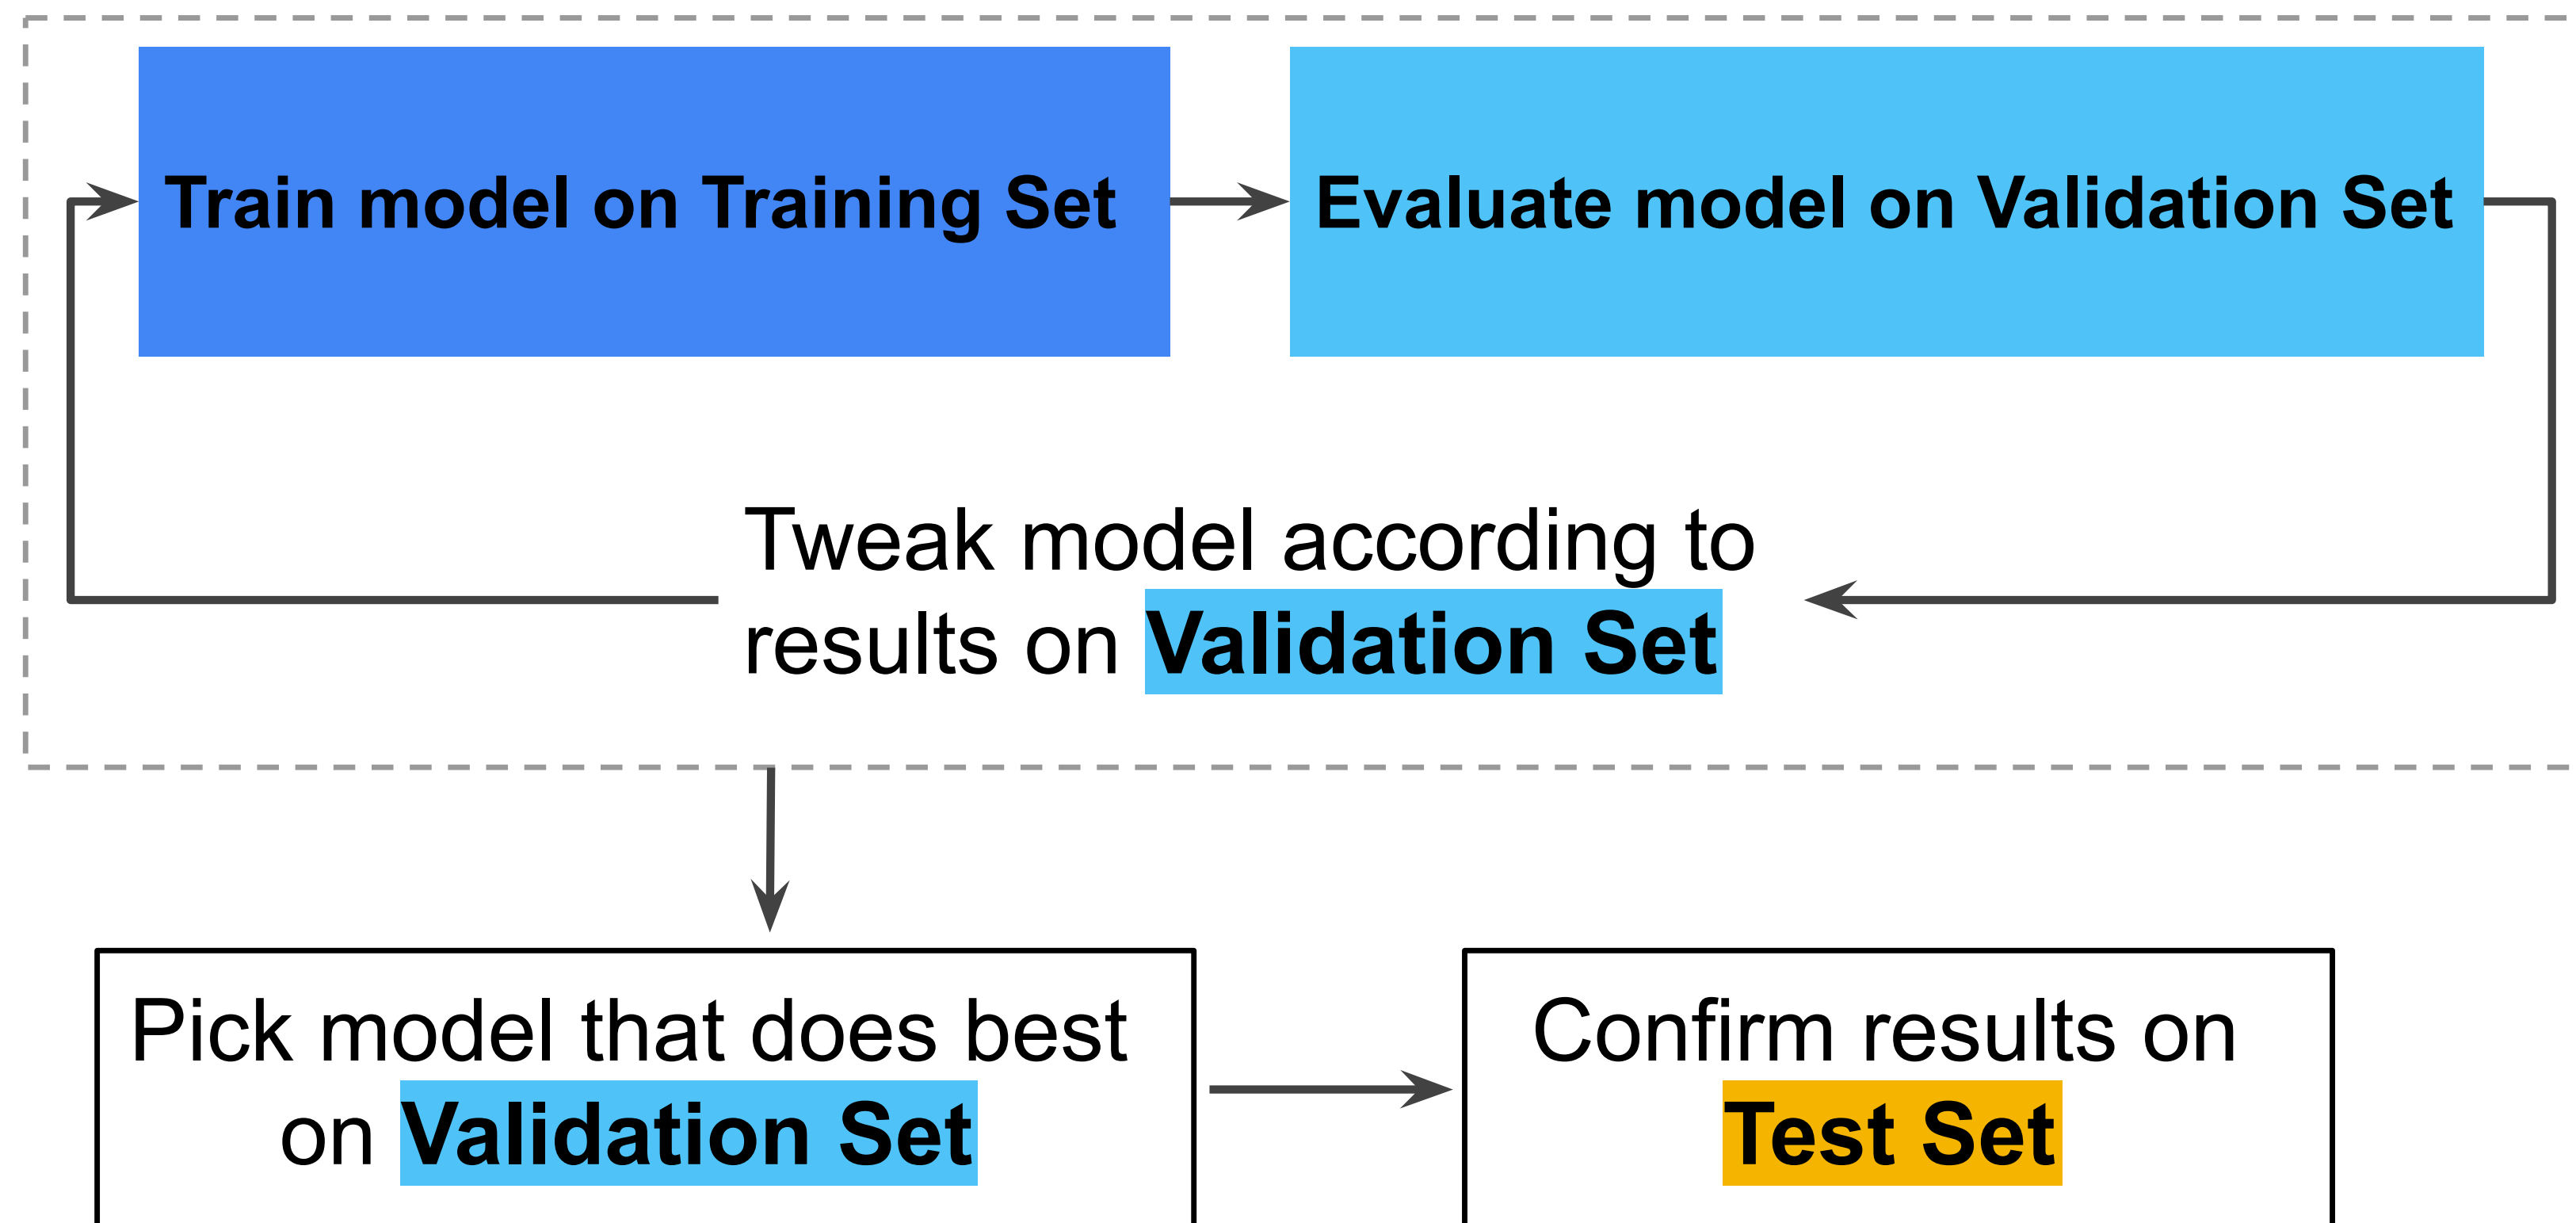 Train model on Training Set
Evaluate model on Validation Set
Tweak model according to
results on Validation Set
Pick model that does best
on Validation Set
Confirm results on
Test Set